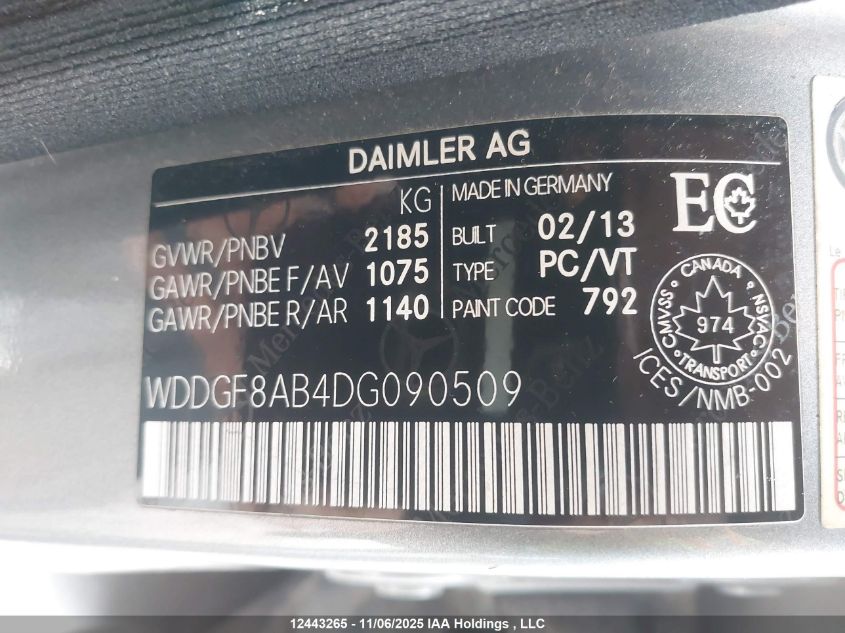 DAIMLER AG
KG
GVWR/PNBV 2185
GAWR/PNBE F/AV 1075
GAWR/PNBE R/AR 1140
MADE IN GERMANY
BUILT 02/13
TYPE PC/VT
PAINT CODE 792
EC
CANADA
CMVSS
NSVAC
974
TRANSPORT
ICES/NMB-002
WDDGF8AB4DG090509
12443265 - 11/06/2025 IAA Holdings , LLC